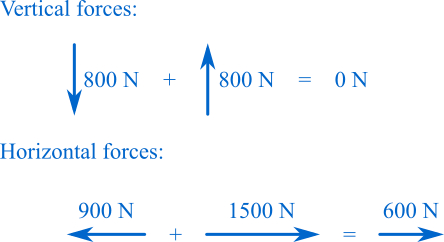 Vertical forces:
800 N + 800 N = 0 N
Horizontal forces:
900 N + 1500 N = 600 N